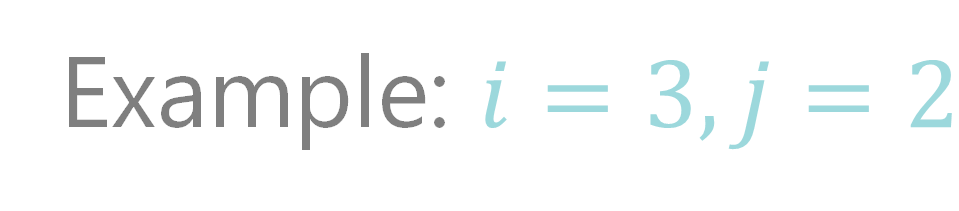 Example: i = 3, j = 2